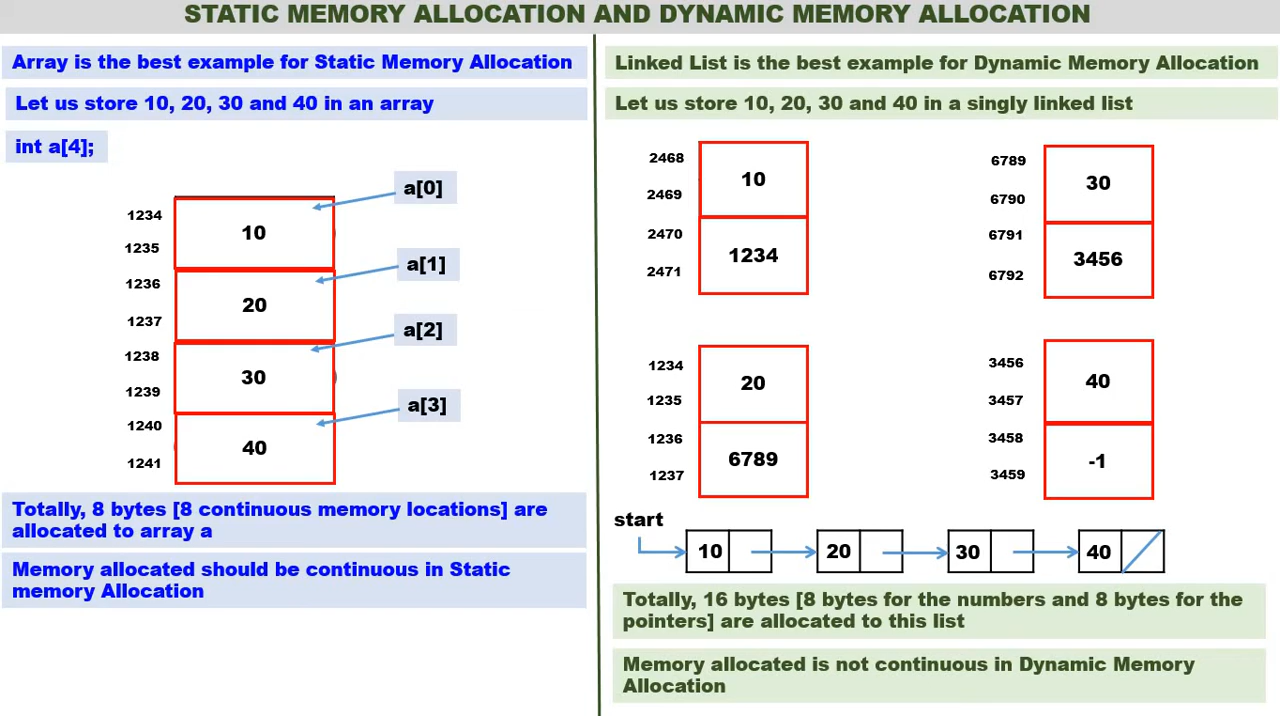 STATIC MEMORY ALLOCATION AND DYNAMIC MEMORY ALLOCATION
Array is the best example for Static Memory Allocation
Let us store 10, 20, 30 and 40 in an array
int a[4];
a[0]
1234
10
1235
a[1]
1236
20
1237
a[2]
1238
30
1239
a[3]
1240
40
1241
Totally, 8 bytes [8 continuous memory locations] are
allocated to array a
Memory allocated should be continuous in Static
memory Allocation
Linked List is the best example for Dynamic Memory Allocation
Let us store 10, 20, 30 and 40 in a singly linked list
2468
10
2469
2470
1234
2471
6789
30
6790
6791
3456
6792
1234
20
1235
1236
6789
1237
3456
40
3457
3458
-1
3459
start
10 20 30 40
Totally, 16 bytes [8 bytes for the numbers and 8 bytes for the
pointers] are allocated to this list
Memory allocated is not continuous in Dynamic Memory
Allocation